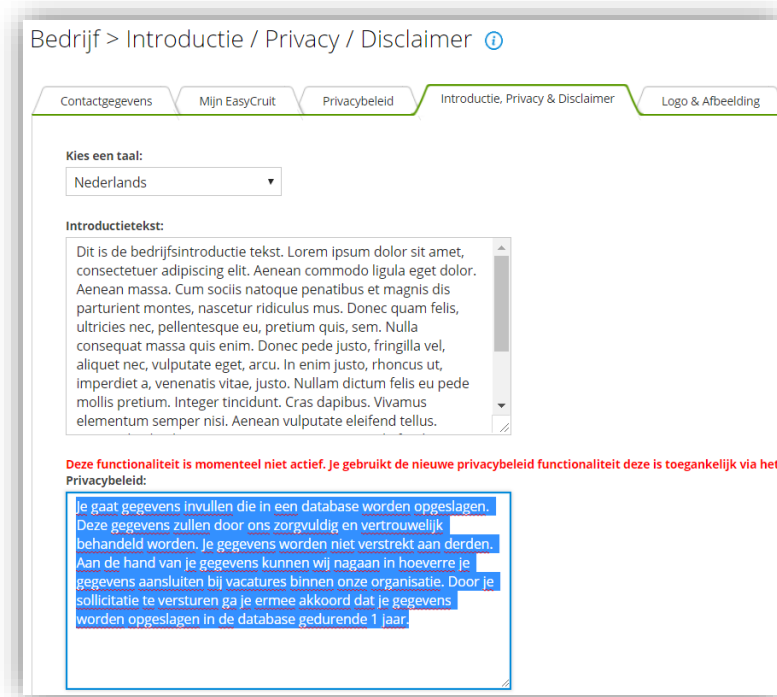 Bedrijf > Introductie / Privacy / Disclaimer
Contactgegevens
Mijn EasyCruit
Privacybeleid
Introductie, Privacy & Disclaimer
Logo & Afbeelding
Kies een taal:
Nederlands
Introductietekst:
Dit is de bedrijfsintroductie tekst. Lorem ipsum dolor sit amet,
consectetuer adipiscing elit. Aenean commodo ligula eget dolor.
Aenean massa. Cum sociis natoque penatibus et magnis dis
parturient montes, nascetur ridiculus mus. Donec quam felis,
ultricies nec, pellentesque eu, pretium quis, sem. Nulla
consequat massa quis enim. Donec pede justo, fringilla vel,
aliquet nec, vulputate eget, arcu. In enim justo, rhoncus ut,
imperdiet a, venenatis vitae, justo. Nullam dictum felis eu pede
mollis pretium. Integer tincidunt. Cras dapibus. Vivamus
elementum semper nisi. Aenean vulputate eleifend tellus.
Deze functionaliteit is momenteel niet actief. Je gebruikt de nieuwe privacybeleid functionaliteit deze is toegankelijk via het
Privacybeleid:
Je gaat gegevens invullen die in een database worden opgeslagen.
Deze gegevens zullen door ons zorgvuldig en vertrouwelijk
behandeld worden. Je gegevens worden niet verstrekt aan derden.
Aan de hand van je gegevens kunnen wij nagaan in hoeverre je
gegevens aansluiten bij vacatures binnen onze organisatie. Door je
sollicitatie te versturen ga je ermee akkoord dat je gegevens
worden opgeslagen in de database gedurende 1 jaar.